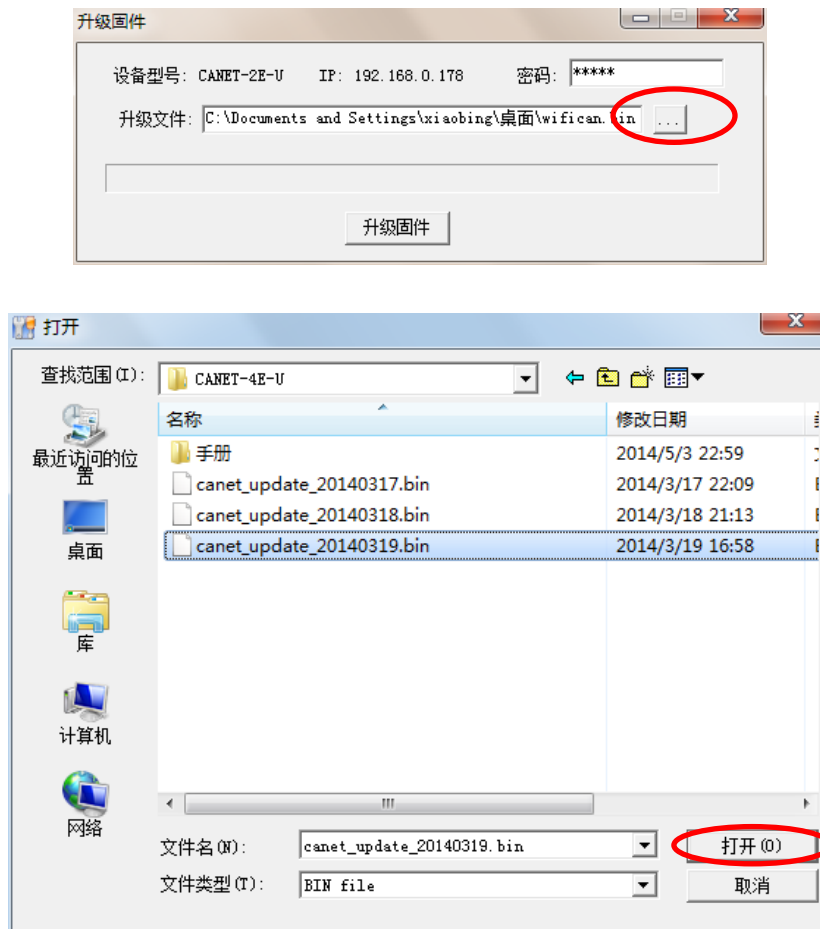 升级固件
设备型号: CANET-2E-U IP: 192.168.0.178 密码: *****
升级文件: C:\Documents and Settings\xiaobing\桌面\wifican.bin ...
升级固件
打开
查找范围(I): CANET-4E-U
名称 修改日期
手册 2014/5/3 22:59
canet_update_20140317.bin 2014/3/17 22:09
canet_update_20140318.bin 2014/3/18 21:13
canet_update_20140319.bin 2014/3/19 16:58
最近访问的位
置
桌面
库
计算机
网络
文件名(N): canet_update_20140319.bin 打开(O)
文件类型(T): BIN file 取消